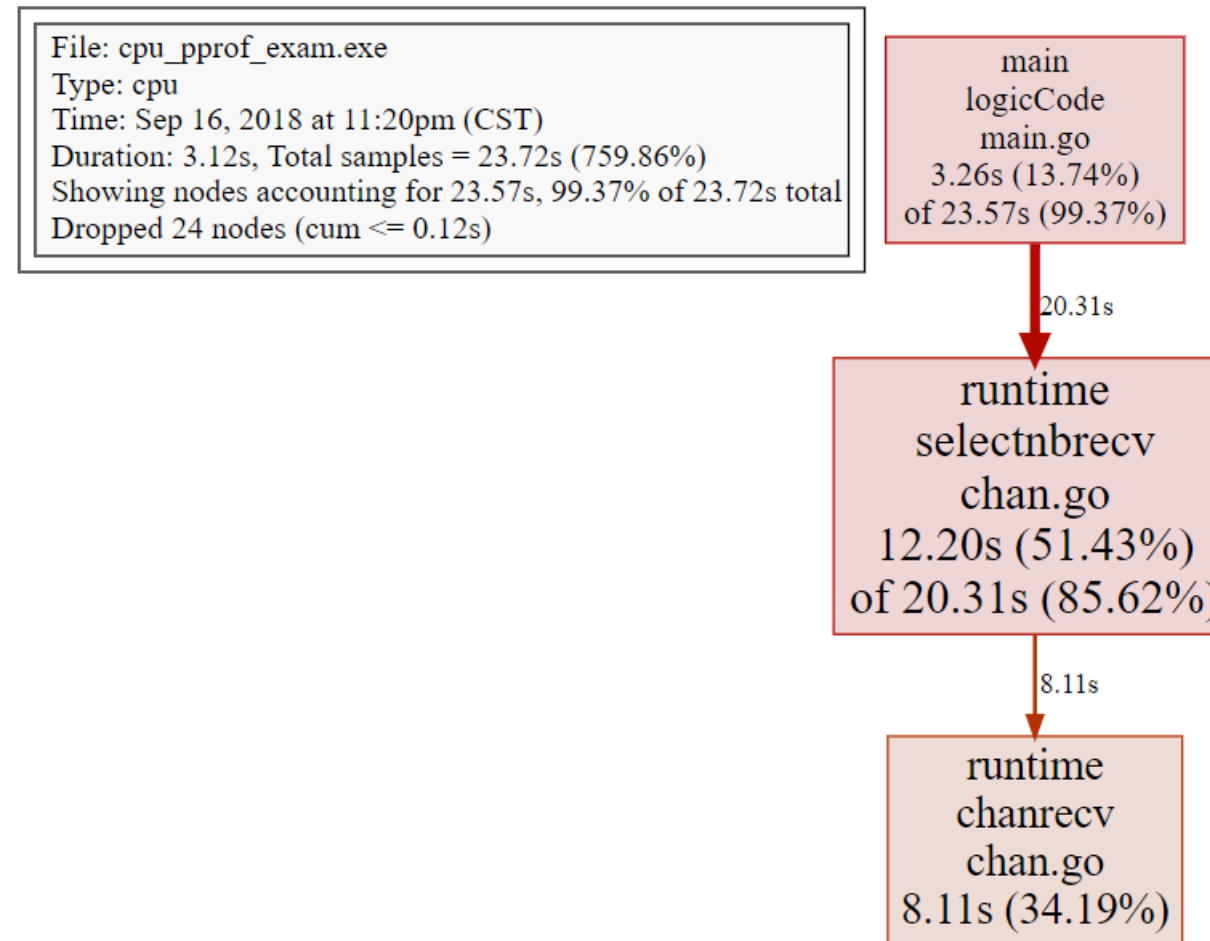 File: cpu_pprof_exam.exe
Type: cpu
Time: Sep 16, 2018 at 11:20pm (CST)
Duration: 3.12s, Total samples = 23.72s (759.86%)
Showing nodes accounting for 23.57s, 99.37% of 23.72s total
Dropped 24 nodes (cum <= 0.12s)
main
logicCode
main.go
3.26s (13.74%)
of 23.57s (99.37%)
20.31s
runtime
selectnbrecv
chan.go
12.20s (51.43%)
of 20.31s (85.62%)
8.11s
runtime
chanrecv
chan.go
8.11s (34.19%)